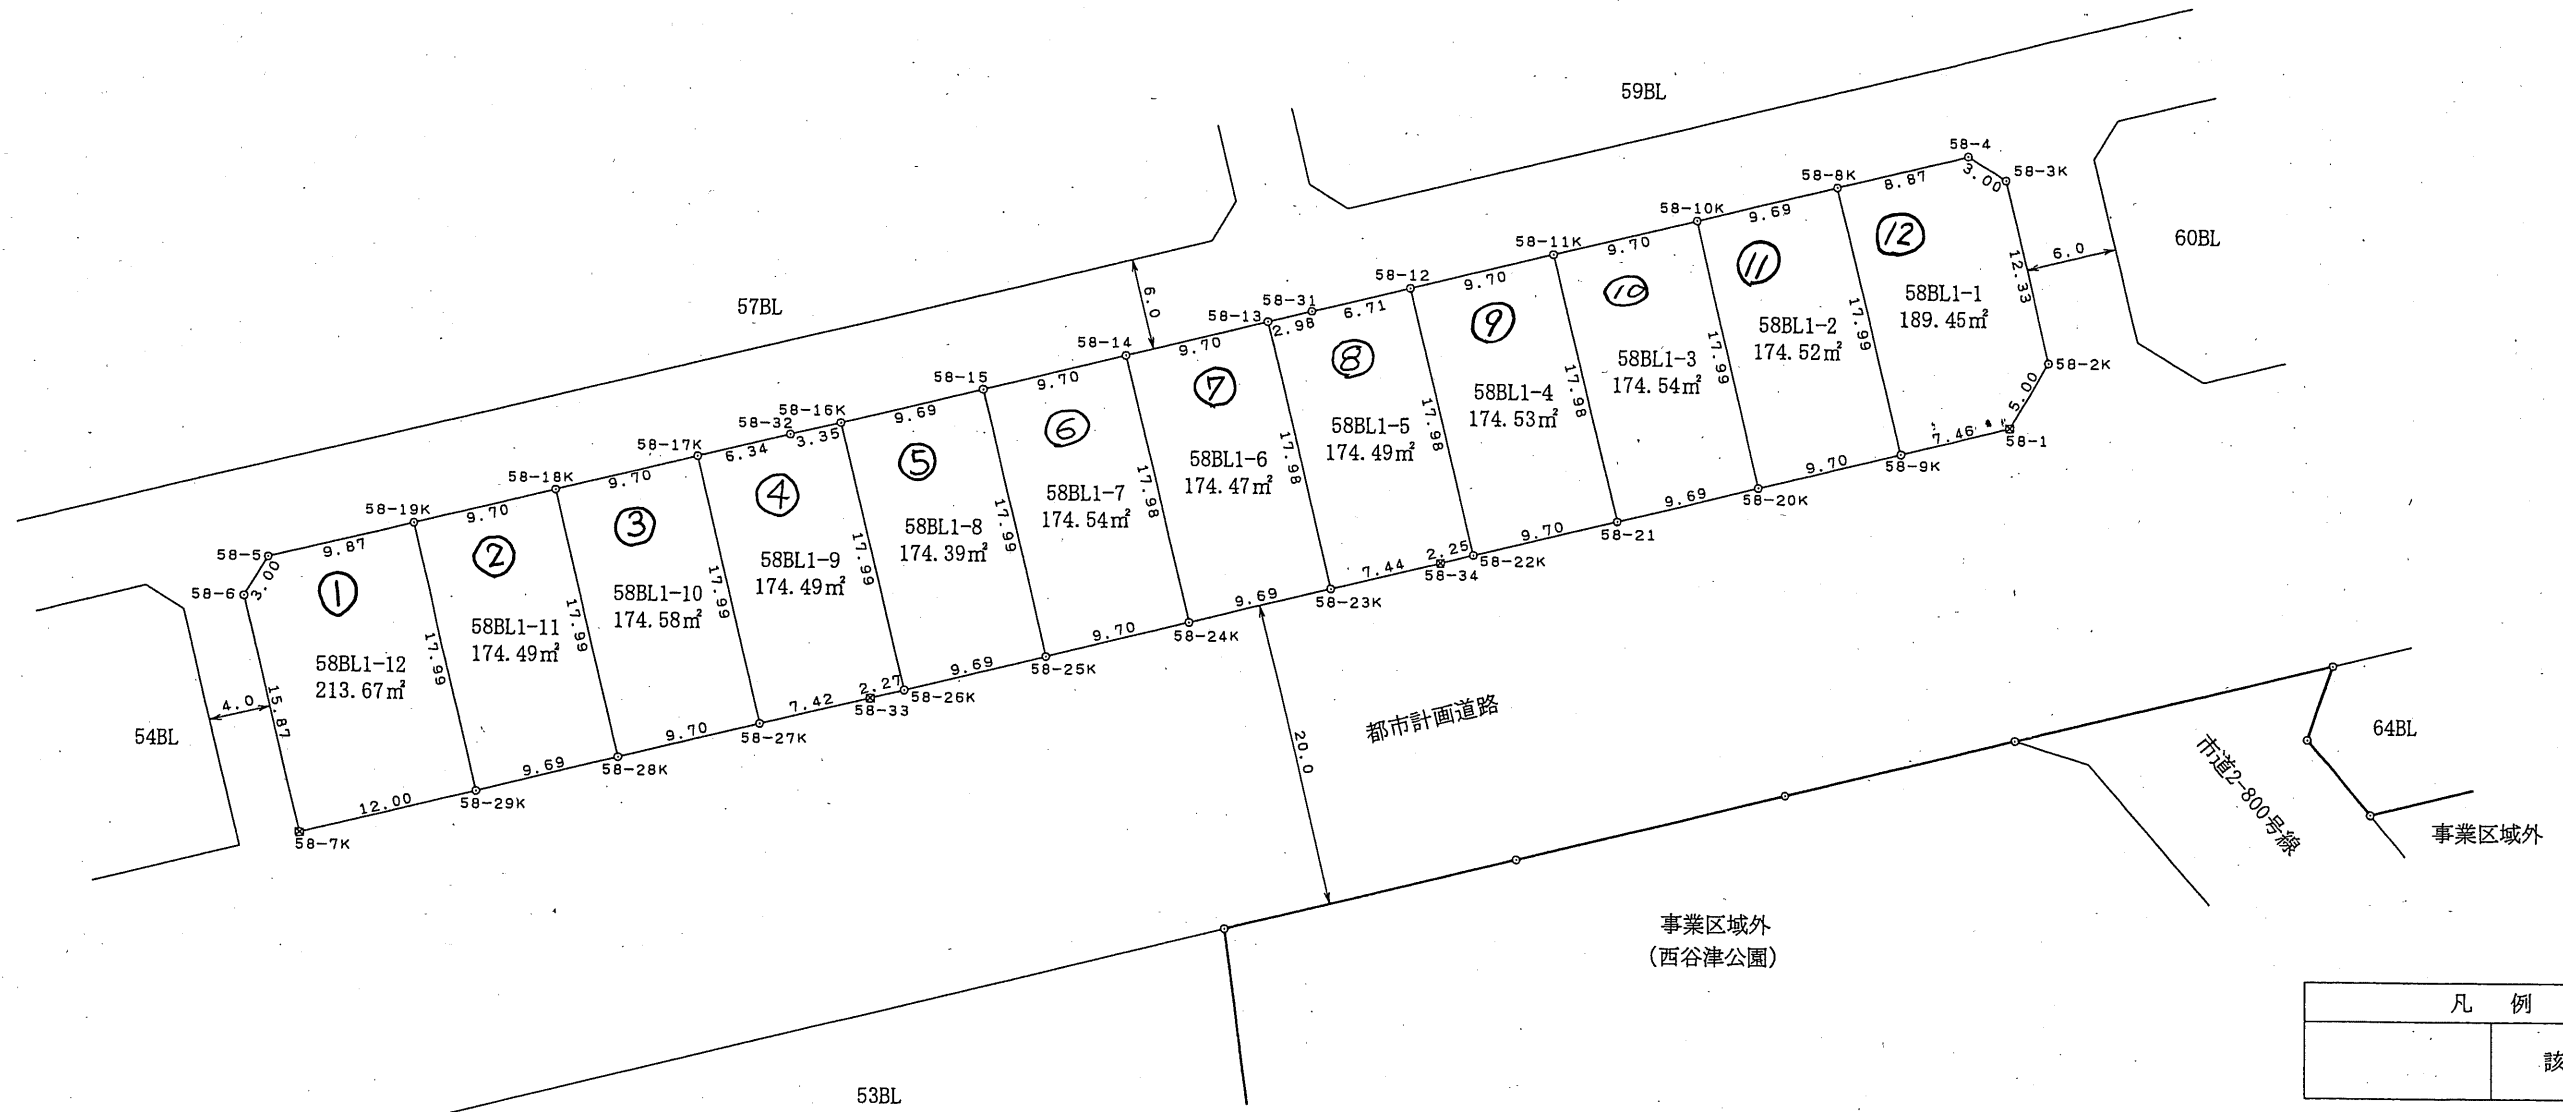 59BL
58-4
3.00
58-3K
58-8K
8.87
60BL
6.0
12.33
⑫
58BL1-1
189.45㎡
58-10K
9.69
⑪
17.99
58BL1-2
174.52㎡
58-2K
5.00
58-1
7.46
58-9K
58-11K
9.70
⑩
17.99
58BL1-3
174.54㎡
9.70
58-20K
58-12
9.70
⑨
17.98
58BL1-4
174.53㎡
9.69
58-21
57BL
6.0
58-31
58-13
2.98
6.71
⑧
17.98
58BL1-5
174.49㎡
9.70
58-22K
2.25
58-34
7.44
58-14
9.70
⑦
17.98
58BL1-6
174.47㎡
58-23K
9.69
58-15
9.70
⑥
17.98
58BL1-7
174.54㎡
58-24K
9.70
58-16K
9.69
⑤
17.99
58BL1-8
174.39㎡
58-25K
9.69
58-32
3.35
58-17K
6.34
④
17.99
58BL1-9
174.49㎡
58-26K
2.27
58-33
7.42
58-18K
9.70
③
17.99
58BL1-10
174.58㎡
58-27K
9.70
58-19K
9.70
②
17.99
58BL1-11
174.49㎡
58-28K
9.69
58-5
9.87
58-6
3.00
①
17.99
58BL1-12
213.67㎡
15.87
4.0
54BL
58-29K
12.00
58-7K
都市計画道路
20.0
64BL
市道2-800号線
事業区域外
事業区域外
(西谷津公園)
53BL
凡 例
該